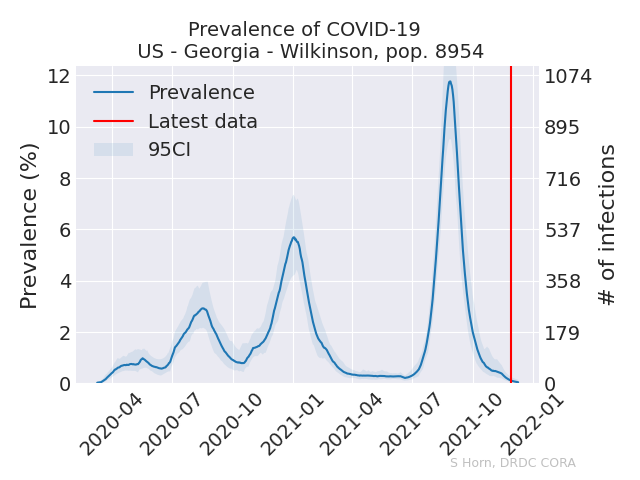 Prevalence of COVID-19
US - Georgia - Wilkinson, pop. 8954
Prevalence
Latest data
95CI
Prevalence (%)
12
10
8
6
4
2
0
# of infections
1074
895
716
537
358
179
0
2020-04
2020-07
2020-10
2021-01
2021-04
2021-07
2021-10
2022-01
S Horn, DRDC CORA